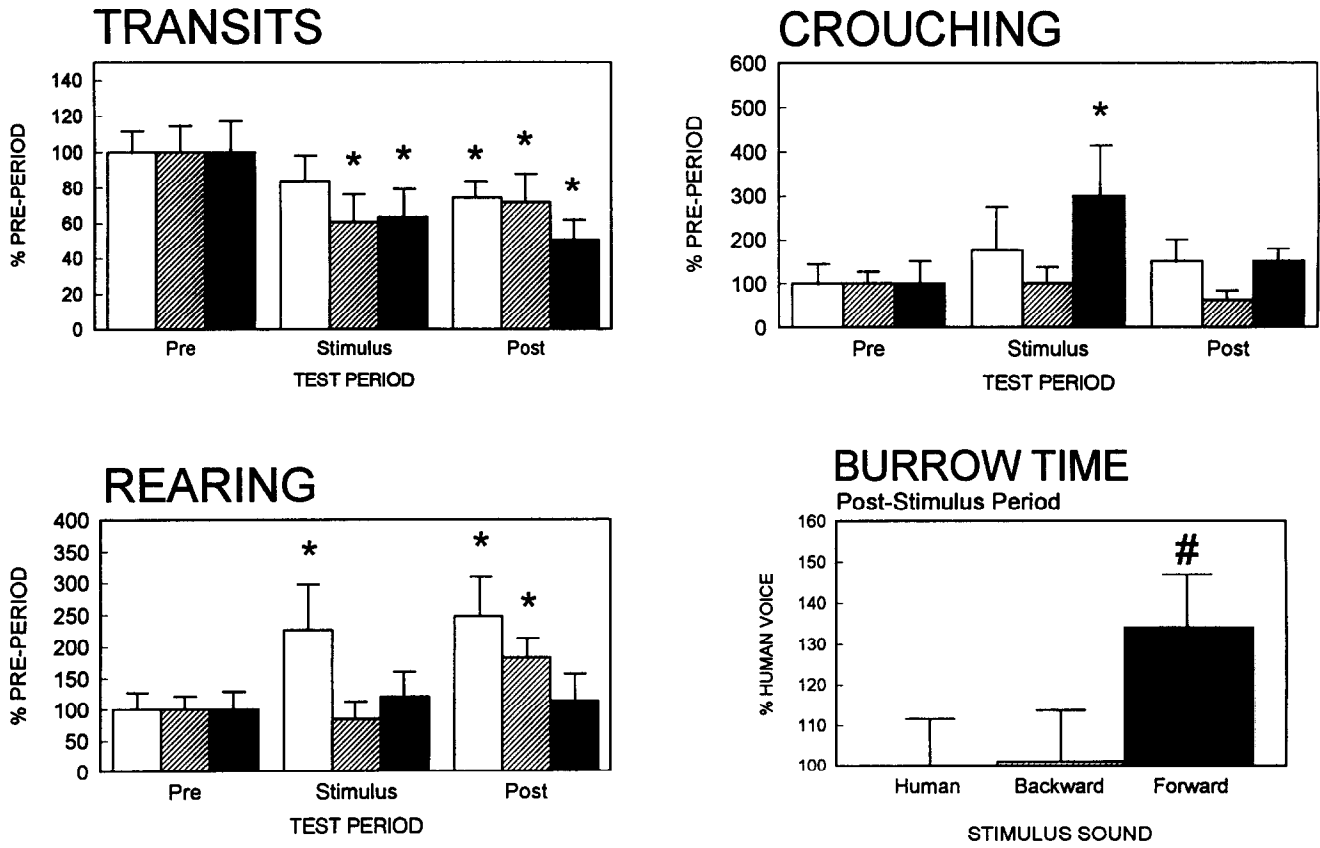 TRANSITS
140
120
100
80
60
40
20
0
% PRE-PERIOD
* * * * *
Pre Stimulus Post
TEST PERIOD
CROUCHING
600
500
400
300
200
100
0
% PRE-PERIOD
*
Pre Stimulus Post
TEST PERIOD
REARING
400
350
300
250
200
150
100
50
0
% PRE-PERIOD
* * *
Pre Stimulus Post
TEST PERIOD
BURROW TIME
Post-Stimulus Period
160
150
140
130
120
110
100
% HUMAN VOICE
#
Human Backward Forward
STIMULUS SOUND